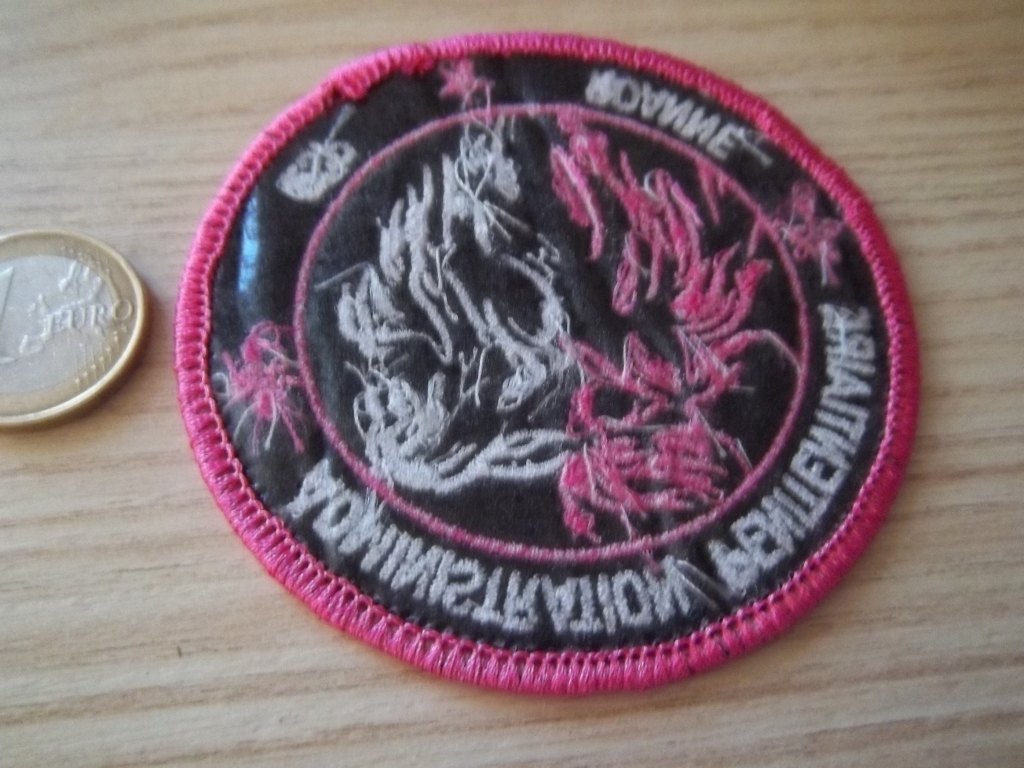 ROANNE
ADMINISTRATION PENITENTIAIRE
1 EURO